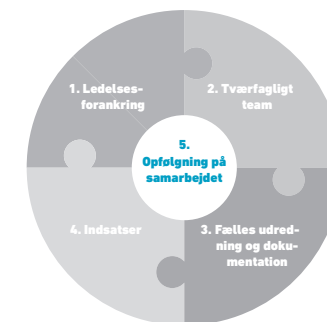 1. Ledelses-
forankring
2. Tværfagligt
team
5.
Opfølgning på
samarbejdet
4. Indsatser
3. Fælles udred-
ning og doku-
mentation